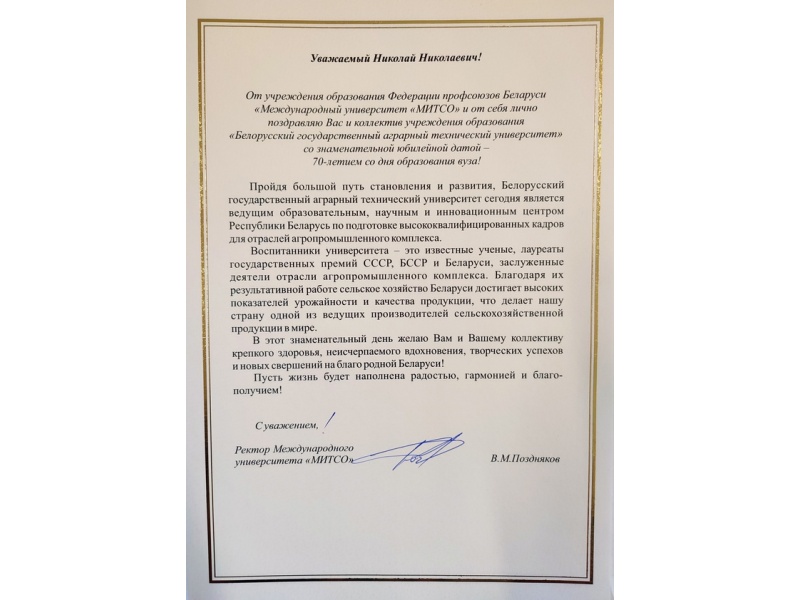 Уважаемый Николай Николаевич!
От учреждения образования Федерации профсоюзов Беларуси
«Международный университет «МИТСО» и от себя лично
поздравляю Вас и коллектив учреждения образования
«Белорусский государственный аграрный технический университет»
со знаменательной юбилейной датой –
70-летием со дня образования вуза!
Пройдя большой путь становления и развития, Белорусский
государственный аграрный технический университет сегодня является
ведущим образовательным, научным и инновационным центром
Республики Беларусь по подготовке высококвалифицированных кадров
для отраслей агропромышленного комплекса.
Воспитанники университета – это известные ученые, лауреаты
государственных премий СССР, БССР и Беларуси, заслуженные
деятели отрасли агропромышленного комплекса. Благодаря их
результативной работе сельское хозяйство Беларуси достигает высоких
показателей урожайности и качества продукции, что делает нашу
страну одной из ведущих производителей сельскохозяйственной
продукции в мире.
В этот знаменательный день желаю Вам и Вашему коллективу
крепкого здоровья, неисчерпаемого вдохновения, творческих успехов
и новых свершений на благо родной Беларуси!
Пусть жизнь будет наполнена радостью, гармонией и благо-
получием!
С уважением, !
Ректор Международного
университета «МИТСО» В.М.Поздняков